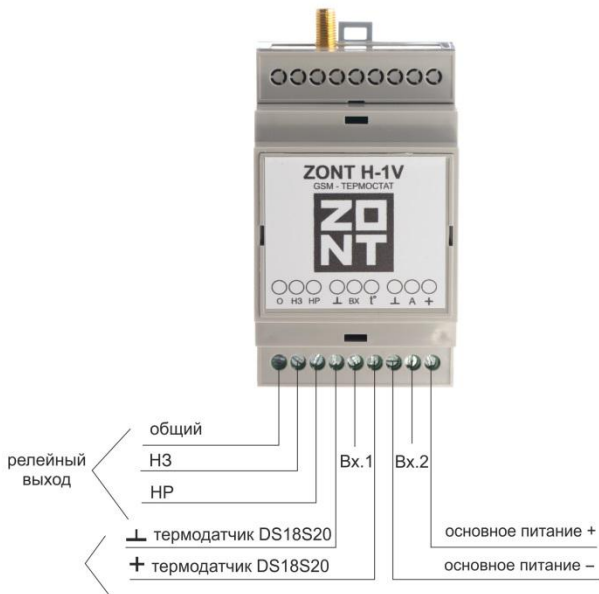 ZONT H-1V
GSM - ТЕРМОСТАТ
ZO
NT
О НЗ НР ⊥ ВХ t° ⊥ А +
общий
релейный
выход
НЗ
НР
Вх.1
Вх.2
⊥ термодатчик DS18S20
+ термодатчик DS18S20
основное питание +
основное питание –